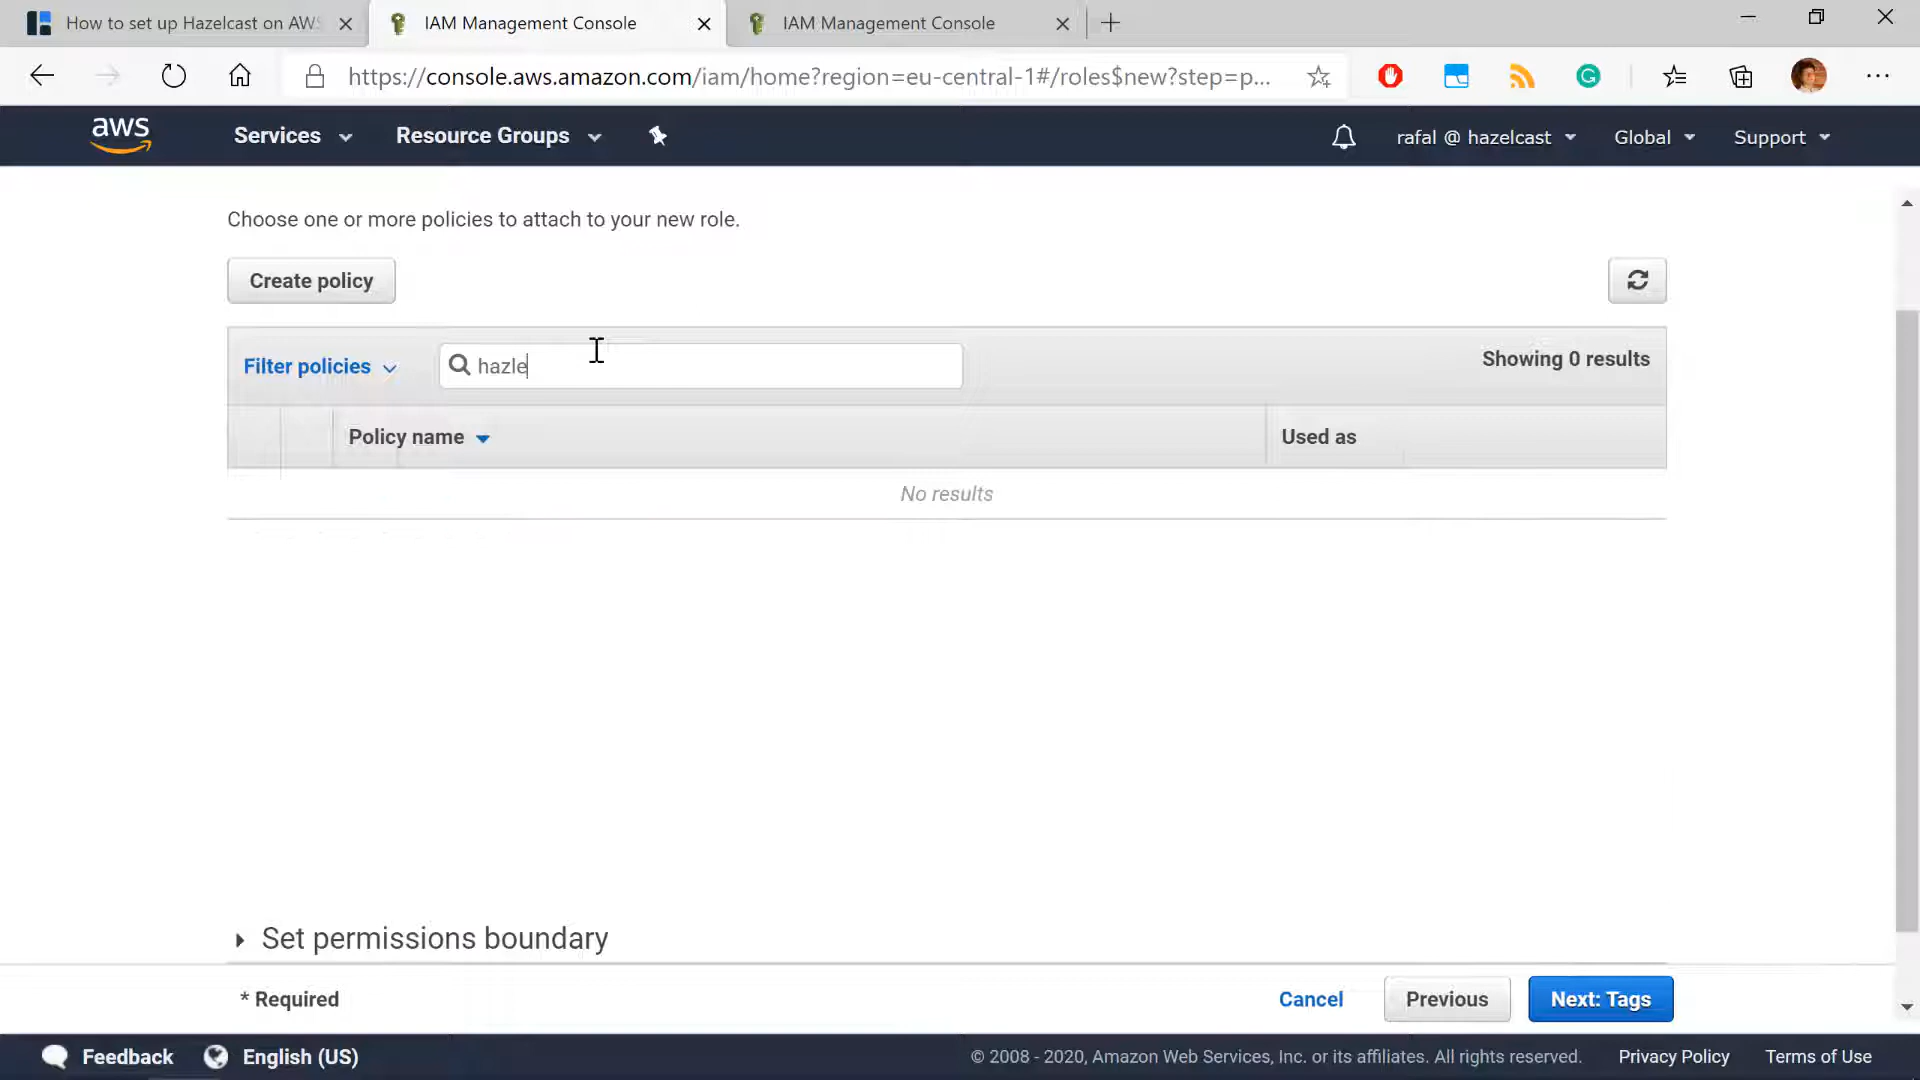 How to set up Hazelcast on AWS
IAM Management Console
IAM Management Console
https://console.aws.amazon.com/iam/home?region=eu-central-1#/roles$new?step=p...
aws
Services
Resource Groups
rafal @ hazelcast
Global
Support
Choose one or more policies to attach to your new role.
Create policy
Filter policies
hazle
Showing 0 results
Policy name
Used as
No results
Set permissions boundary
* Required
Cancel
Previous
Next: Tags
Feedback
English (US)
© 2008 - 2020, Amazon Web Services, Inc. or its affiliates. All rights reserved.
Privacy Policy
Terms of Use